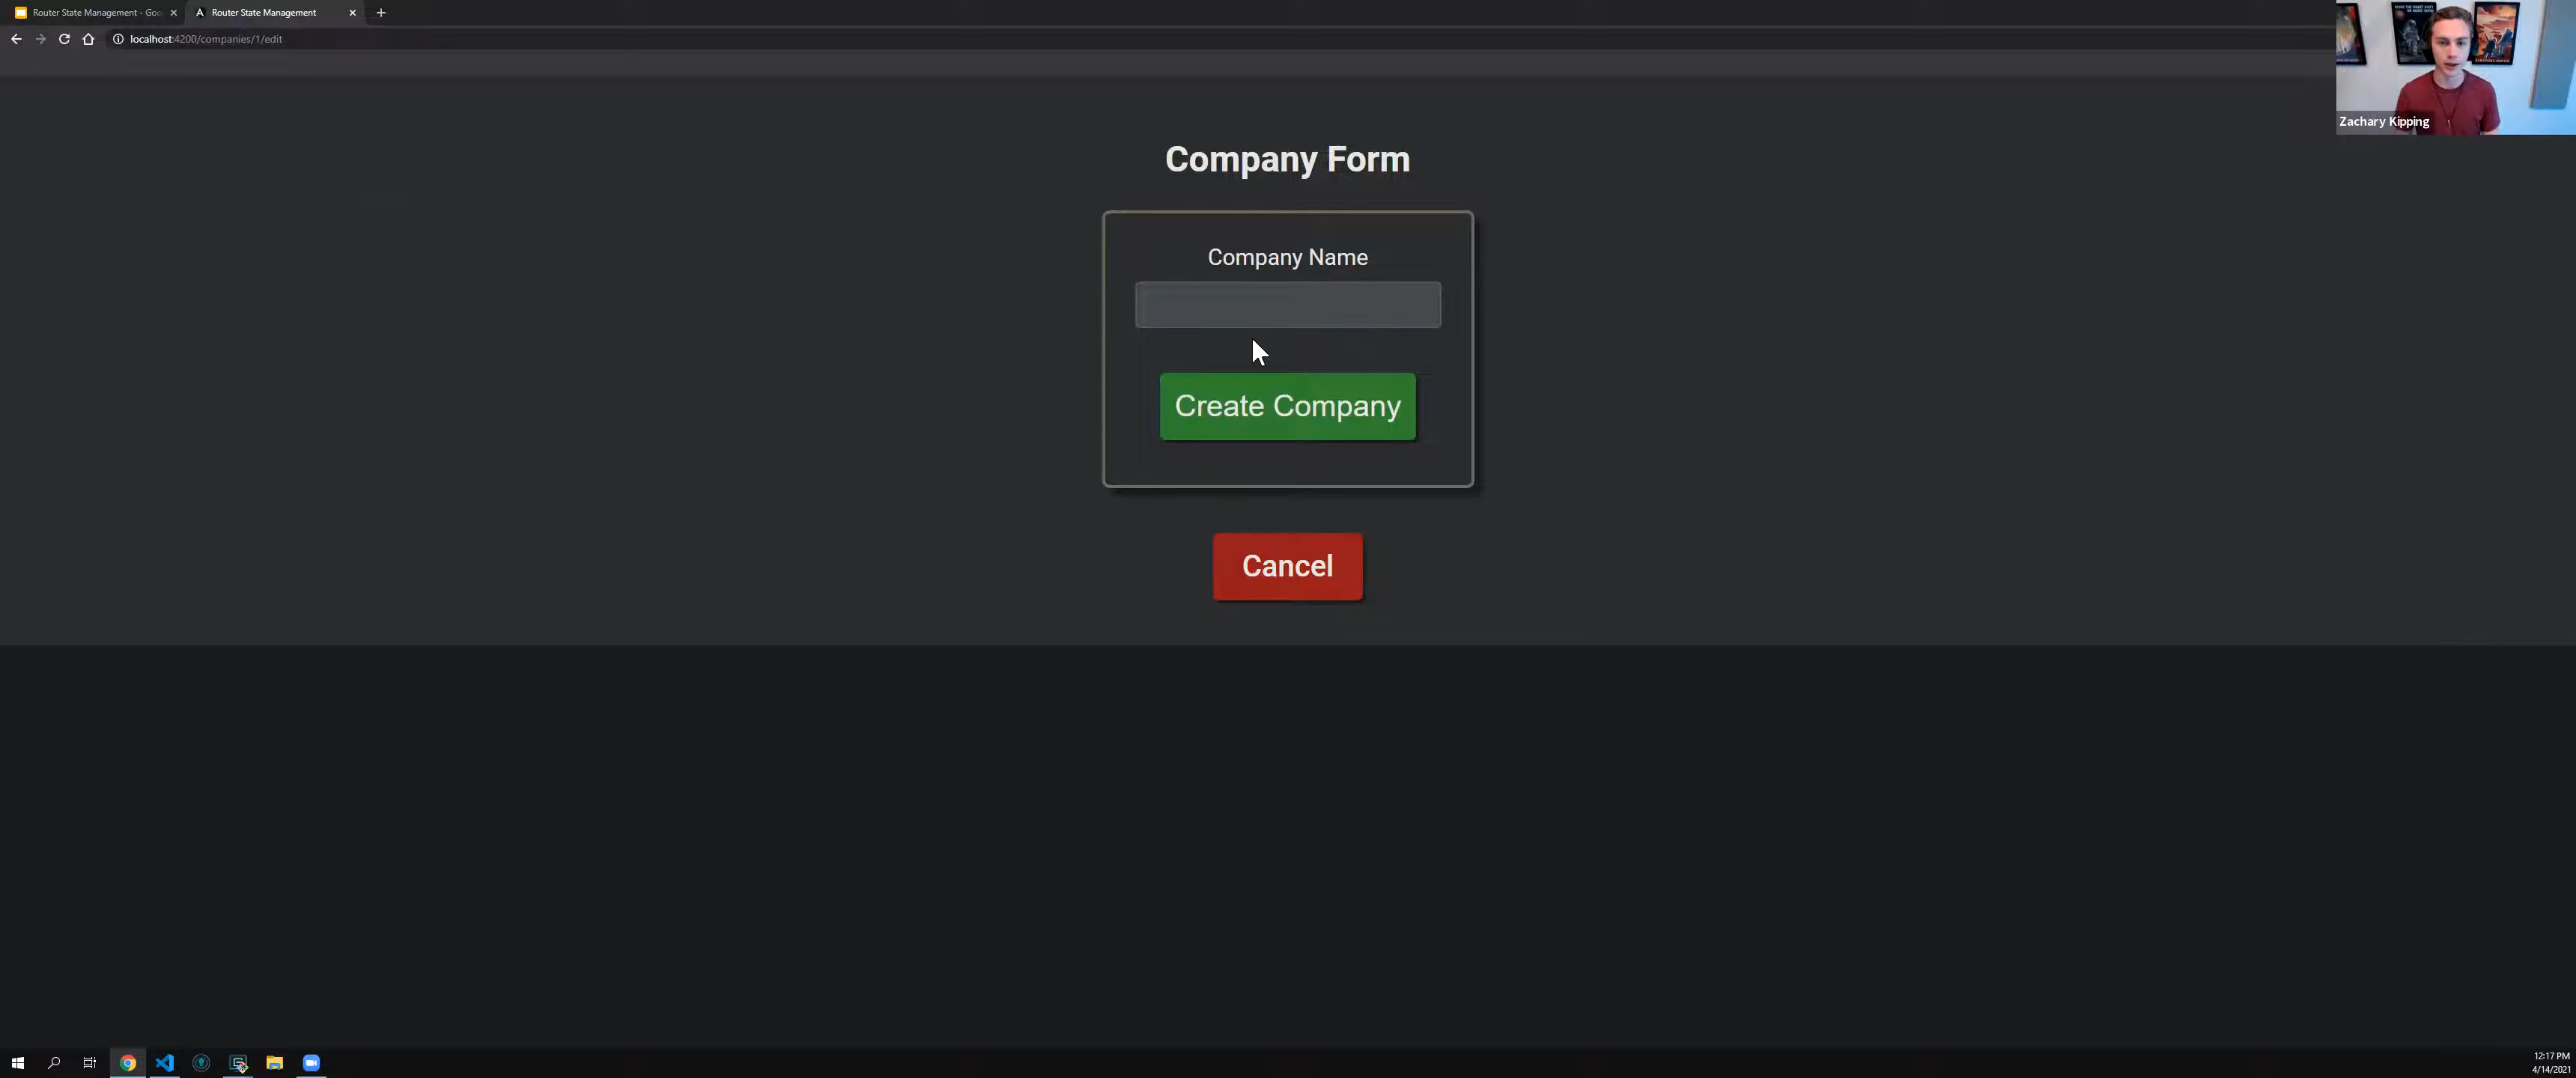 Router State Management - Goo
Router State Management
localhost:4200/companies/1/edit
Zachary Kipping
Company Form
Company Name
Create Company
Cancel
12:17 PM
4/14/2021